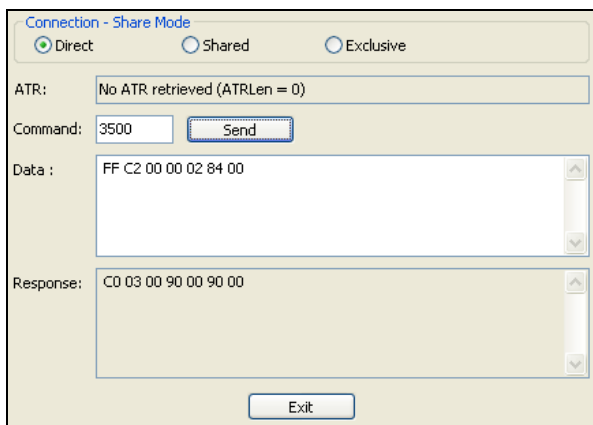 Connection - Share Mode
Direct Shared Exclusive
ATR: No ATR retrieved (ATRLen = 0)
Command: 3500 Send
Data : FF C2 00 00 02 84 00
Response: C0 03 00 90 00 90 00
Exit